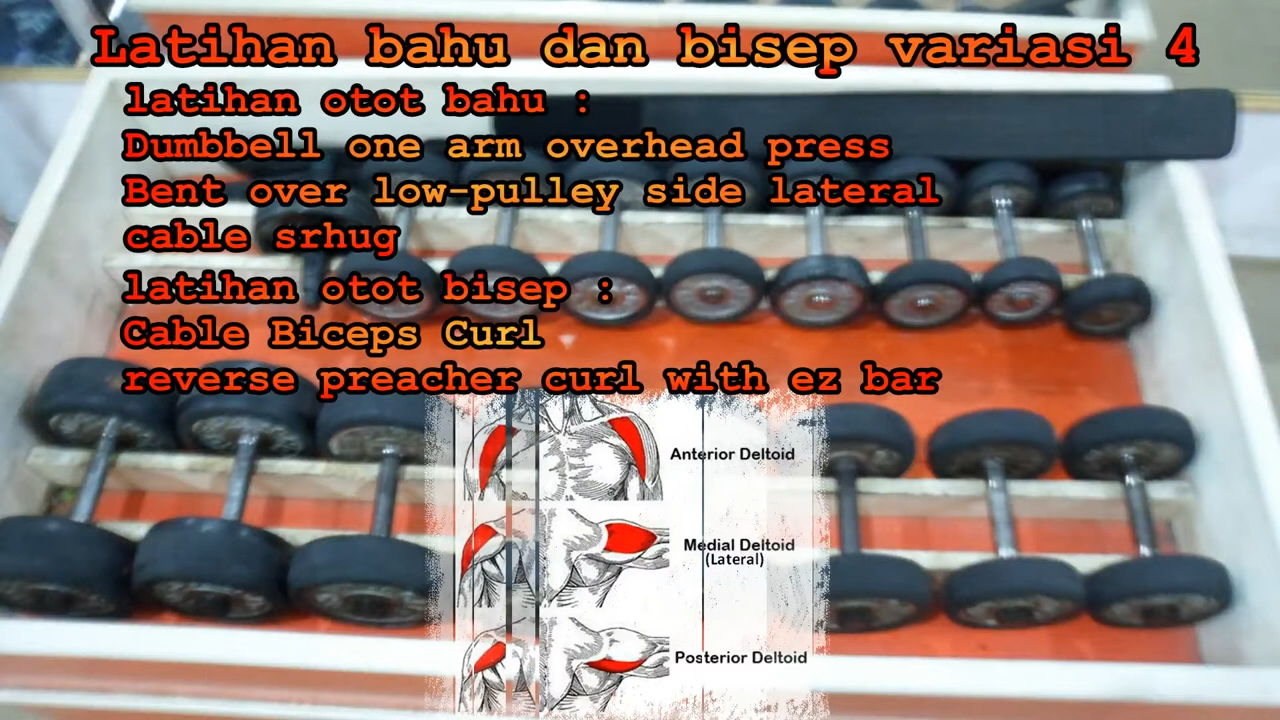 Latihan bahu dan bisep variasi 4
latihan otot bahu :
Dumbbell one arm overhead press
Bent over low-pulley side lateral
cable srhug
latihan otot bisep :
Cable Biceps Curl
reverse preacher curl with ez bar
Anterior Deltoid
Medial Deltoid
(Lateral)
Posterior Deltoid